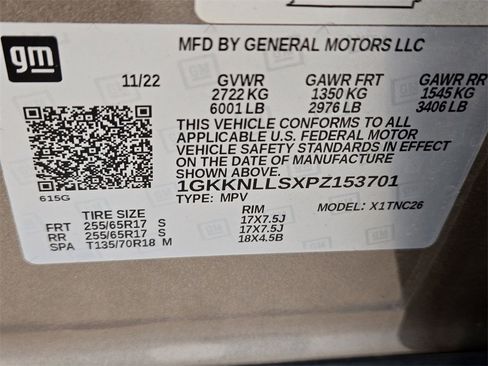 gm
MFD BY GENERAL MOTORS LLC
11/22 GVWR GAWR FRT GAWR RR
2722 KG 1350 KG 1545 KG
6001 LB 2976 LB 3406 LB
THIS VEHICLE CONFORMS TO ALL
APPLICABLE U.S. FEDERAL MOTOR
VEHICLE SAFETY STANDARDS IN EFFECT
ON THE DATE OF MANUFACTURE
SHOWN ABOVE.
1GKKNLLSXPZ153701
615G TYPE: MPV MODEL: X1TNC26
TIRE SIZE RIM
FRT 255/65R17 S 17X7.5J
RR 255/65R17 S 17X7.5J
SPA T135/70R18 M 18X4.5B